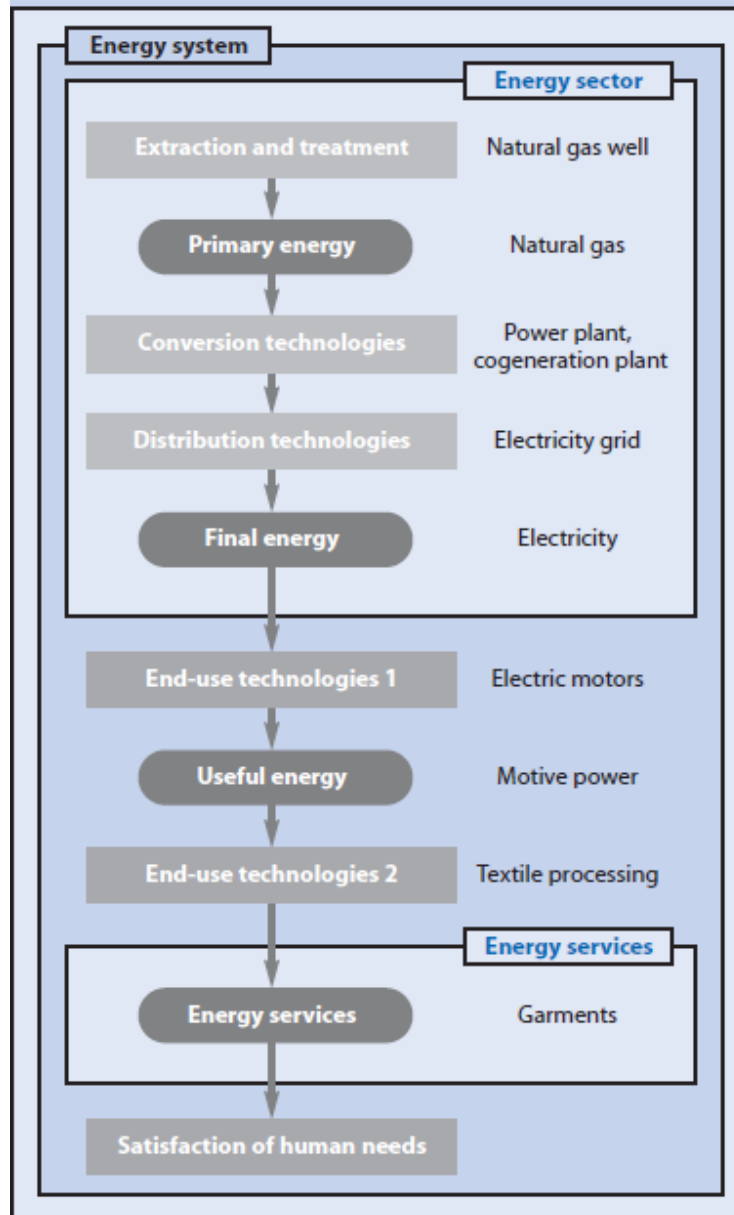 Energy system
Energy sector
Extraction and treatment
Natural gas well
Primary energy
Natural gas
Conversion technologies
Power plant,
cogeneration plant
Distribution technologies
Electricity grid
Final energy
Electricity
End-use technologies 1
Electric motors
Useful energy
Motive power
End-use technologies 2
Textile processing
Energy services
Energy services
Garments
Satisfaction of human needs